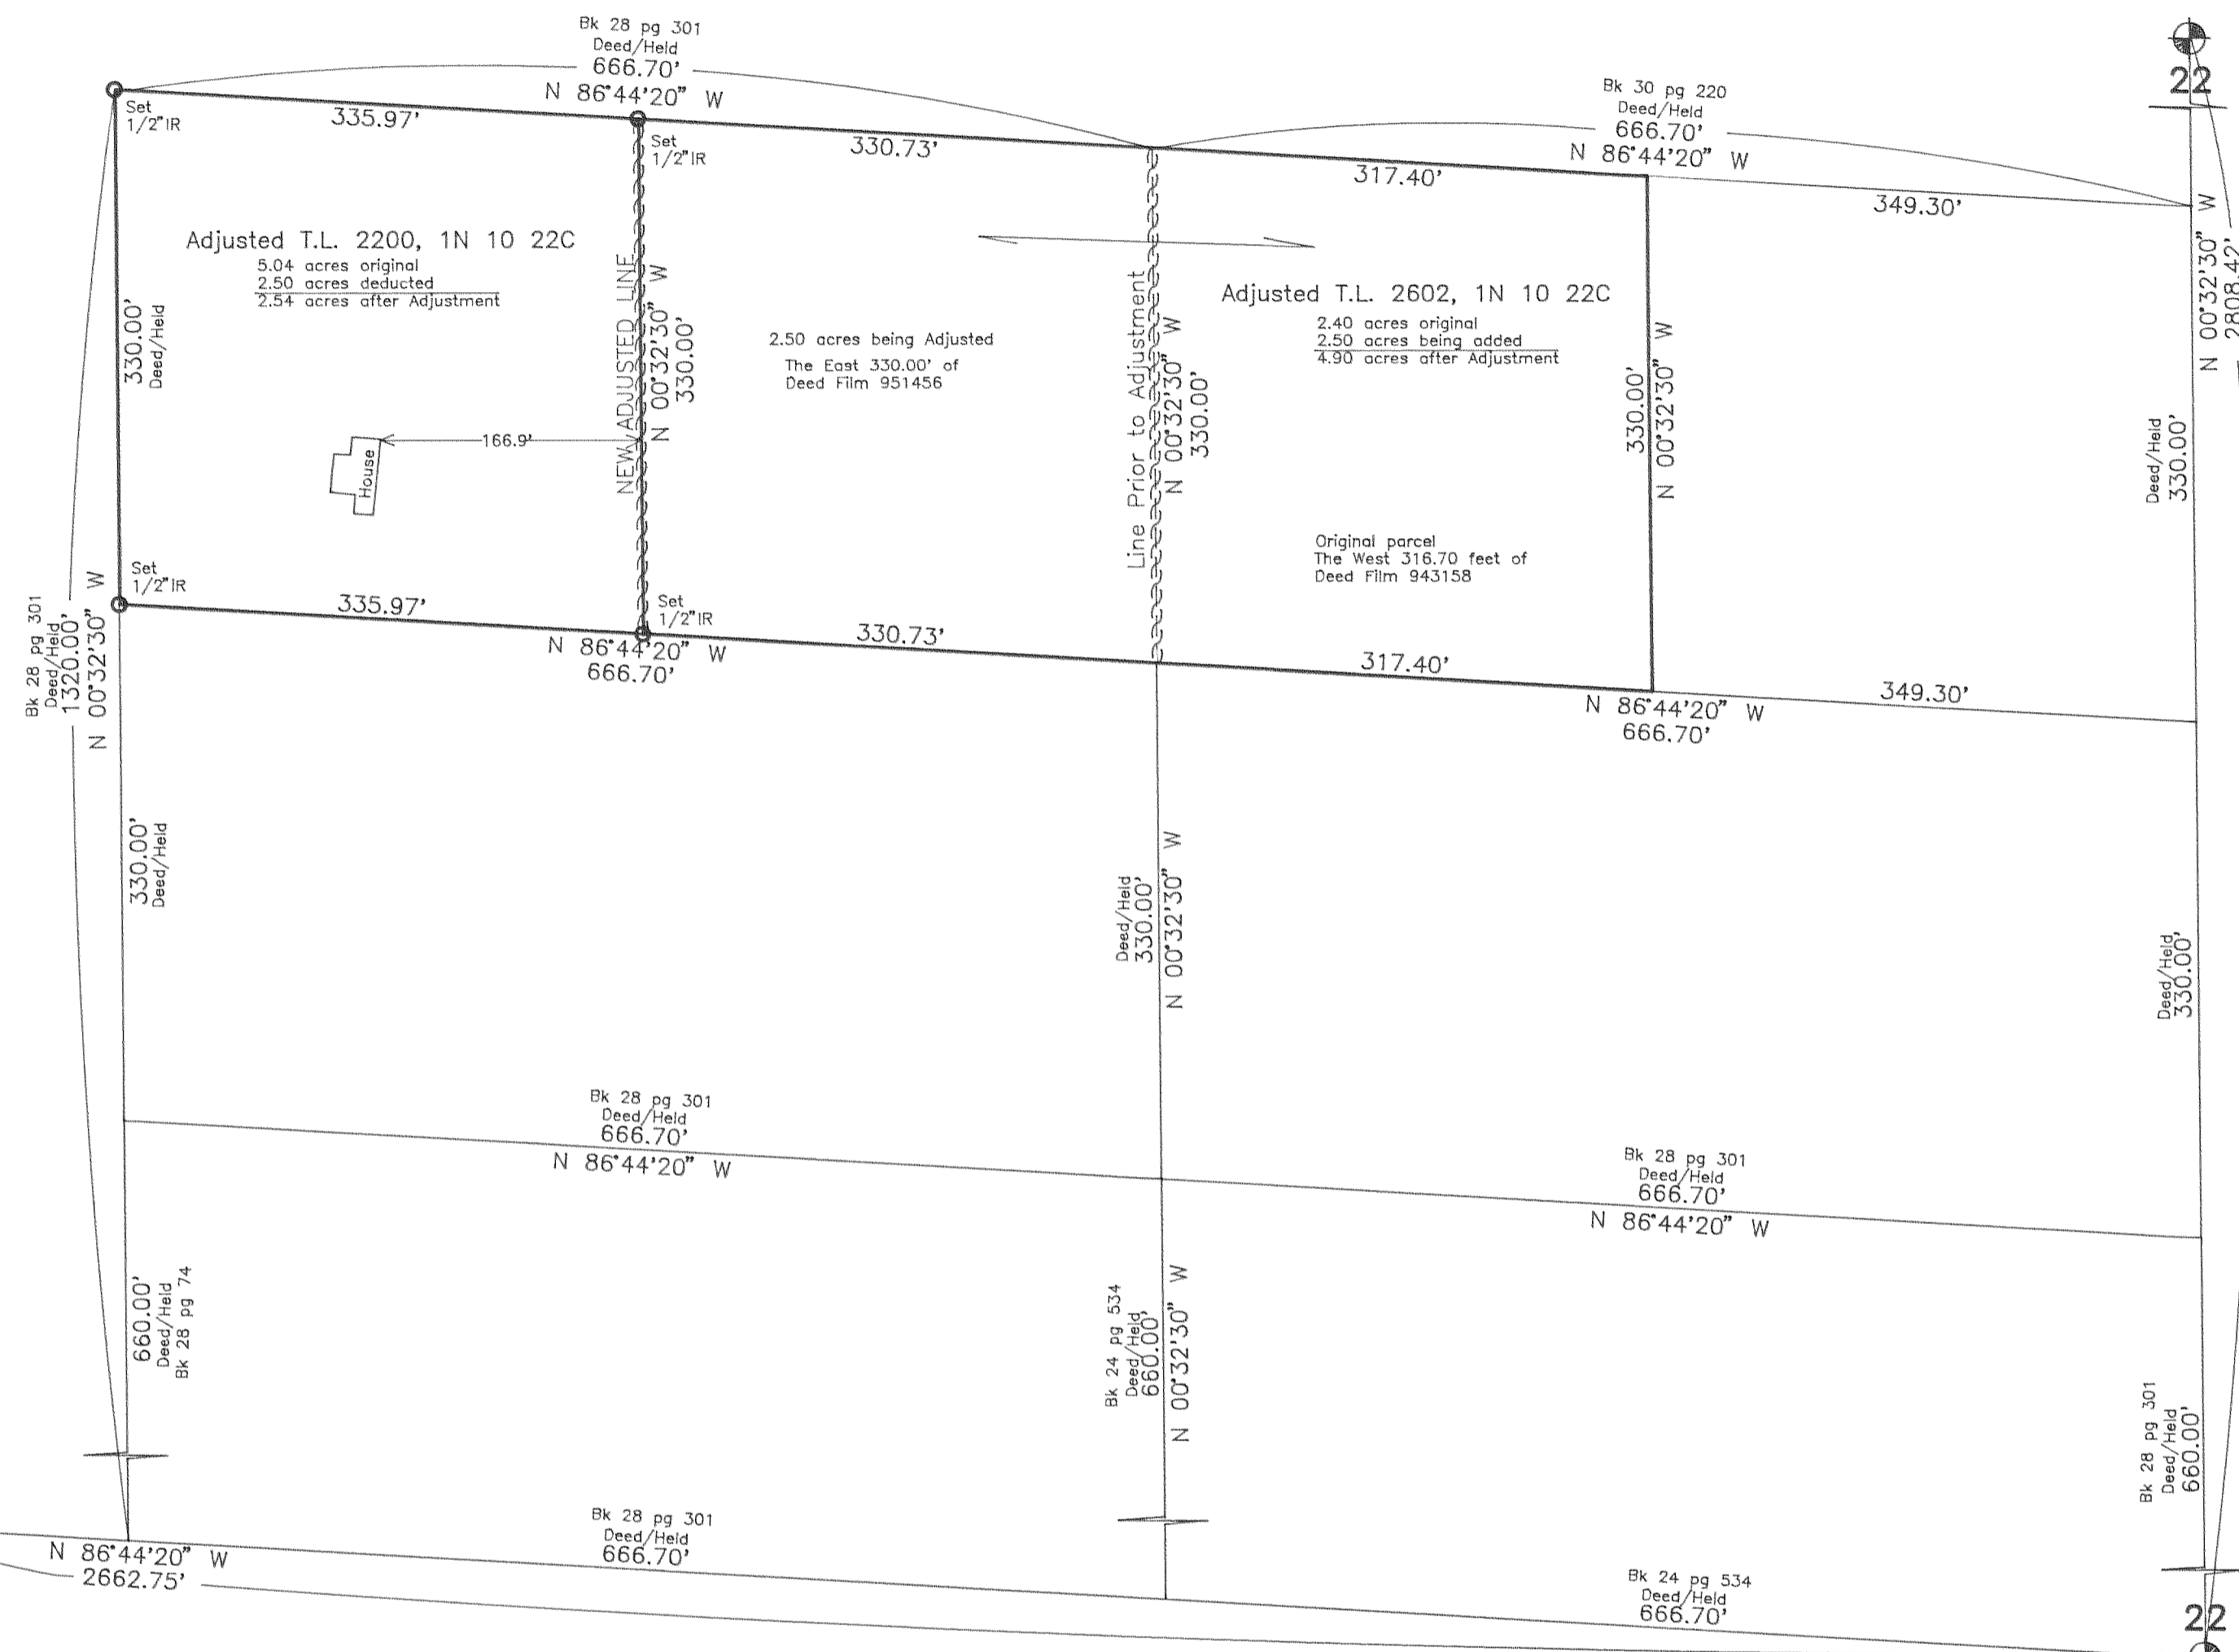 Bk 28 pg 301
Deed/Held
666.70'
N 86°44'20" W
335.97'
330.73'
Set
1/2"IR
Set
1/2"IR
Bk 30 pg 220
Deed/Held
666.70'
N 86°44'20" W
317.40'
349.30'
22
N 00°32'30" W
2808.42'
Adjusted T.L. 2200, 1N 10 22C
5.04 acres original
2.50 acres deducted
2.54 acres after Adjustment
330.00'
Deed/Held
House
166.9'
NEW ADJUSTED LINE
N 00°32'30" W
330.00'
2.50 acres being Adjusted
The East 330.00' of
Deed Film 951456
Line Prior to Adjustment
N 00°32'30" W
330.00'
Adjusted T.L. 2602, 1N 10 22C
2.40 acres original
2.50 acres being added
4.90 acres after Adjustment
Original parcel
The West 316.70 feet of
Deed Film 943158
330.00'
N 00°32'30" W
Deed/Held
330.00'
Set
1/2"IR
335.97'
Set
1/2"IR
N 86°44'20" W
666.70'
330.73'
317.40'
N 86°44'20" W
666.70'
349.30'
Bk 28 pg 301
Deed/Held
1320.00'
N 00°32'30" W
330.00'
Deed/Held
Deed/Held
330.00'
N 00°32'30" W
Deed/Held
330.00'
Bk 28 pg 301
Deed/Held
666.70'
N 86°44'20" W
Bk 28 pg 301
Deed/Held
666.70'
N 86°44'20" W
660.00'
Deed/Held
Bk 28 pg 74
Bk 24 pg 534
Deed/Held
660.00'
N 00°32'30" W
Bk 28 pg 301
Deed/Held
660.00'
N 86°44'20" W
2662.75'
Bk 28 pg 301
Deed/Held
666.70'
Bk 24 pg 534
Deed/Held
666.70'
22